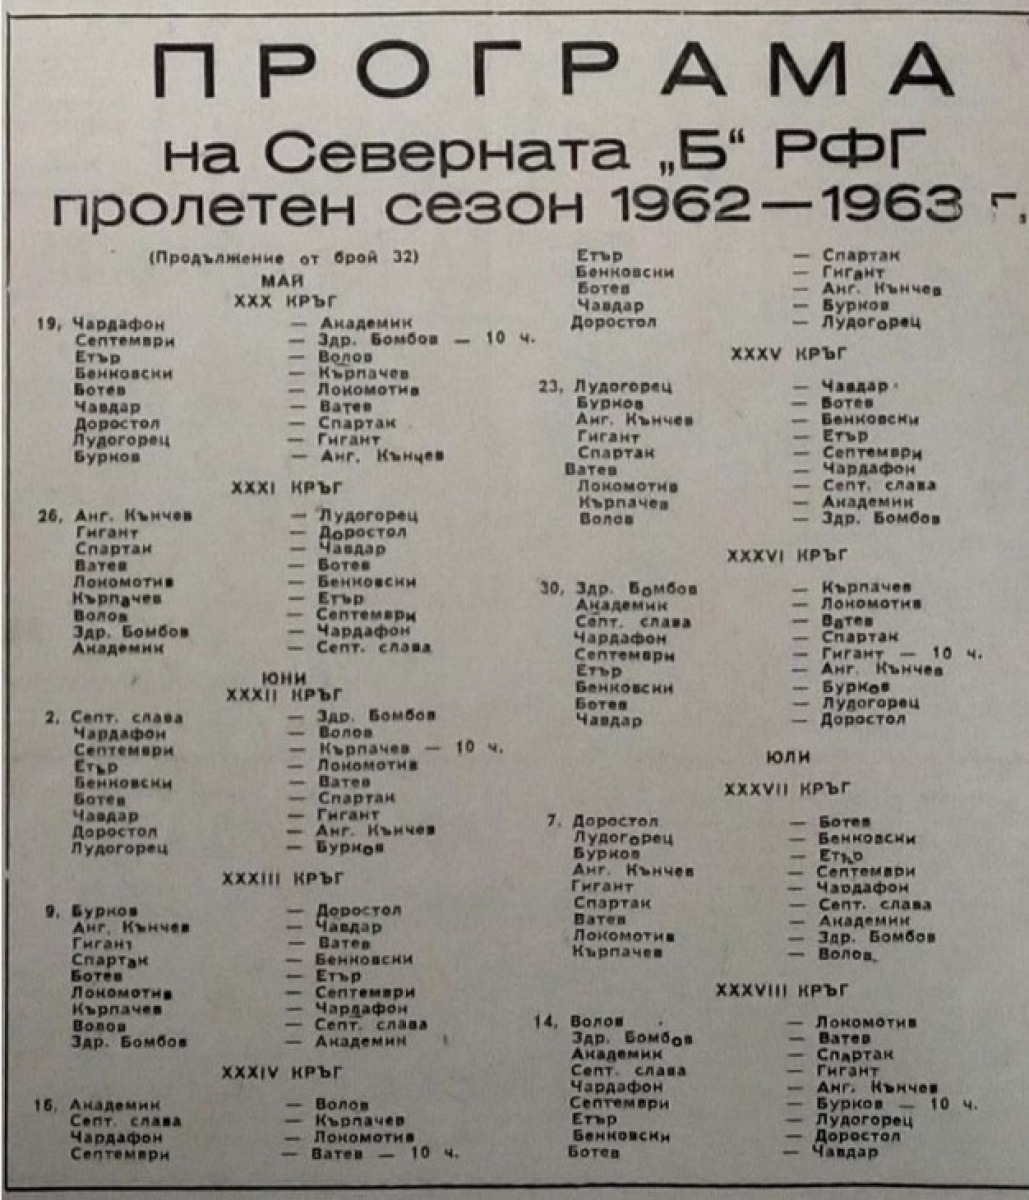 ПРОГРАМА
на Северната „Б“ РФГ
пролетен сезон 1962—1963 г.
(Продължение от брой 32)
МАЙ
XXX КРЪГ
19, Чардафон — Академик
Септември — Здр. Бомбов — 10 ч.
Етър — Волов
Бенковски — Кърпачев
Ботев — Локомотив
Чавдар — Ватев
Доростол — Спартак
Лудогорец — Гигант
Бурков — Анг. Кънчев
XXXI КРЪГ
26, Анг. Кънчев — Лудогорец
Гигант — Доростол
Спартак — Чавдар
Ватев — Ботев
Локомотив — Бенковски
Кърпачев — Етър
Волов — Септември
Здр. Бомбов — Чардафон
Академик — Септ. слава
ЮНИ
XXXII КРЪГ
2, Септ. слава — Здр. Бомбов
Чардафон — Волов
Септември — Кърпачев — 10 ч.
Етър — Локомотив
Бенковски — Ватев
Ботев — Спартак
Чавдар — Гигант
Доростол — Анг. Кънчев
Лудогорец — Бурков
XXXIII КРЪГ
9, Бурков — Доростол
Анг. Кънчев — Чавдар
Гигант — Ватев
Спартак — Бенковски
Ботев — Етър
Локомотив — Септември
Кърпачев — Чардафон
Волов — Септ. слава
Здр. Бомбов — Академик
XXXIV КРЪГ
16, Академик — Волов
Септ. слава — Кърпачев
Чардафон — Локомотив
Септември — Ватев — 10 ч.
Етър — Спартак
Бенковски — Гигант
Ботев — Анг. Кънчев
Чавдар — Бурков
Доростол — Лудогорец
XXXV КРЪГ
23, Лудогорец — Чавдар
Бурков — Вотев
Анг. Кънчев — Бенковски
Гигант — Етър
Спартак — Септември
Ватев — Чардафон
Локомотив — Септ. слава
Кърпачев — Академик
Волов — Здр. Бомбов
XXXVI КРЪГ
30, Здр. Бомбов — Кърпачев
Академик — Локомотив
Септ. слава — Ватев
Чардафон — Спартак
Септември — Гигант — 10 ч.
Етър — Анг. Кънчев
Бенковски — Бурков
Ботев — Лудогорец
Чавдар — Доростол
ЮЛИ
XXXVII КРЪГ
7, Доростол — Ботев
Лудогорец — Бенковски
Бурков — Етър
Анг. Кънчев — Септември
Гигант — Чардафон
Спартак — Септ. слава
Ватев — Академик
Локомотив — Здр. Бомбов
Кърпачев — Волов.
XXXVIII КРЪГ
14, Волов — Локомотив
Здр. Бомбов — Ватев
Академик — Спартак
Септ. слава — Гигант
Чардафон — Анг. Кънчев
Септември — Бурков — 10 ч.
Етър — Лудогорец
Бенковски — Доростол
Ботев — Чавдар